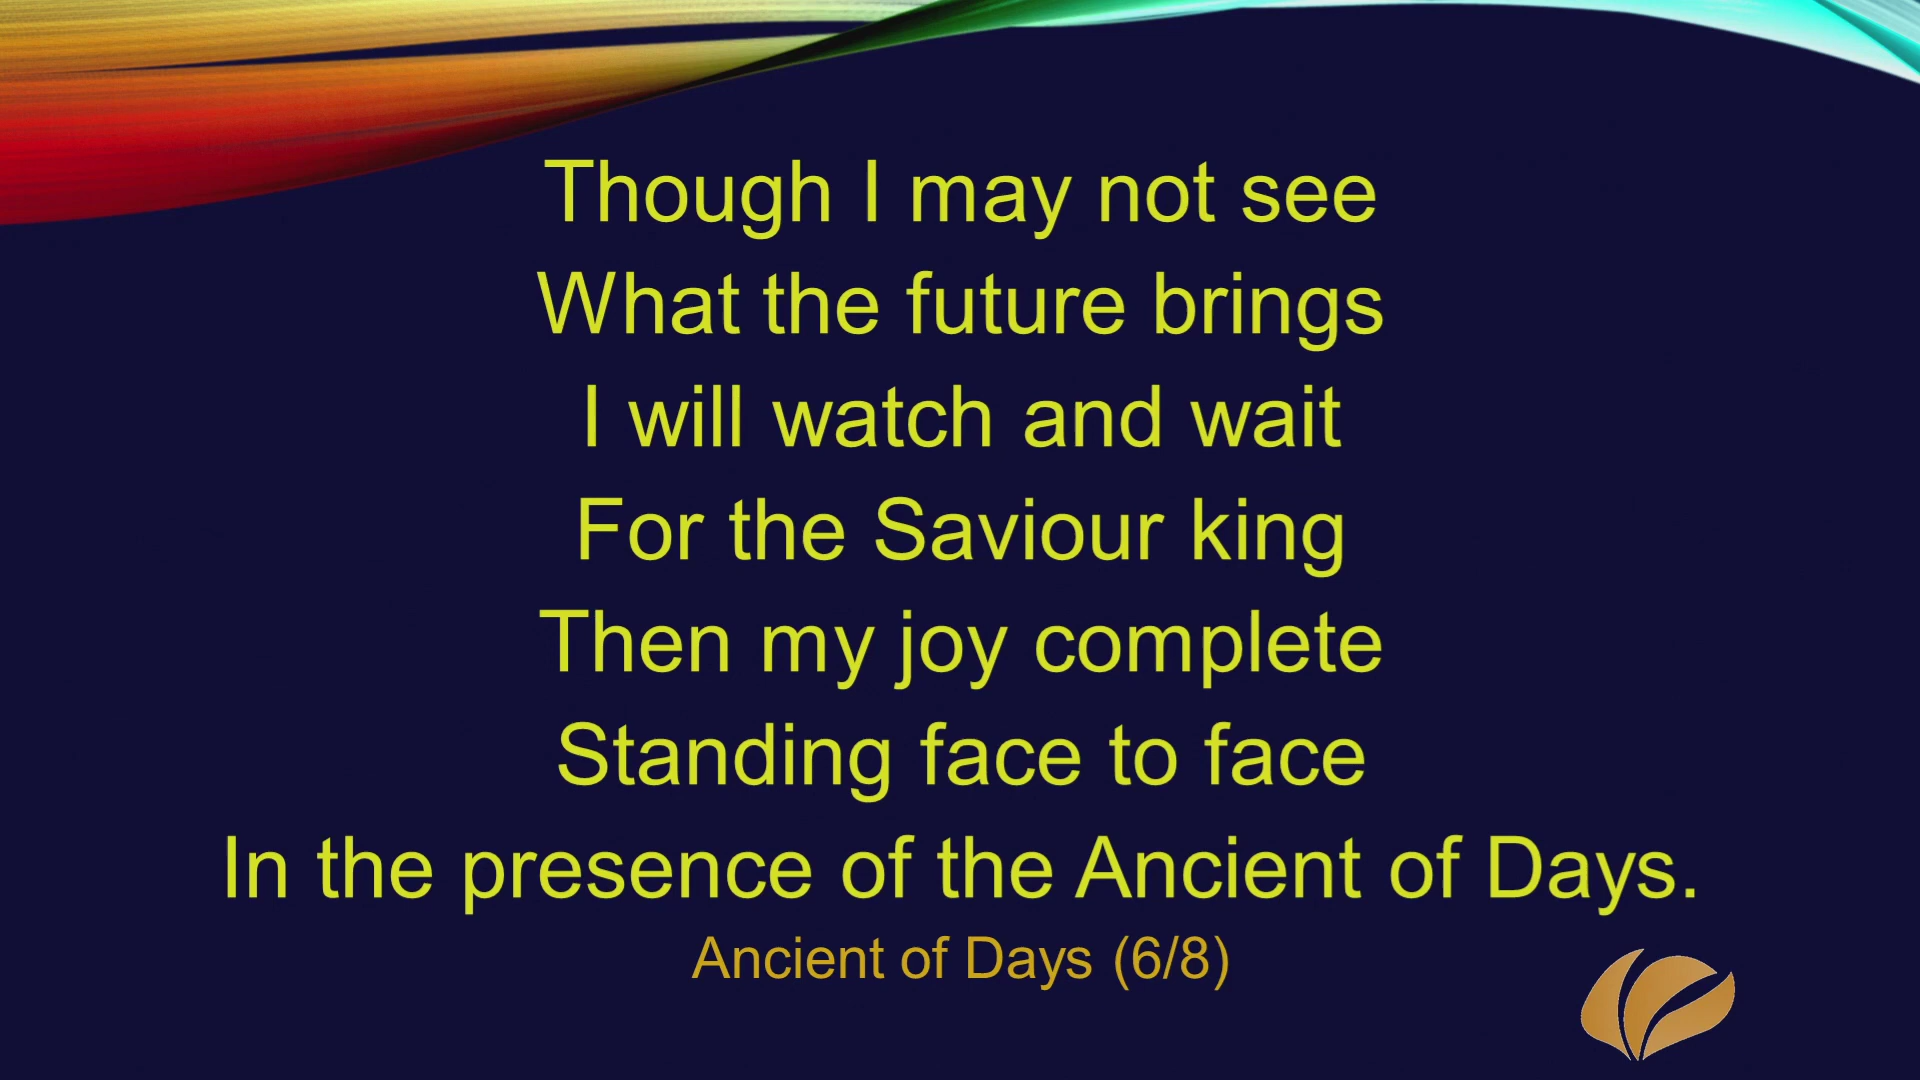 Though I may not see
What the future brings
I will watch and wait
For the Saviour king
Then my joy complete
Standing face to face
In the presence of the Ancient of Days.
Ancient of Days (6/8)